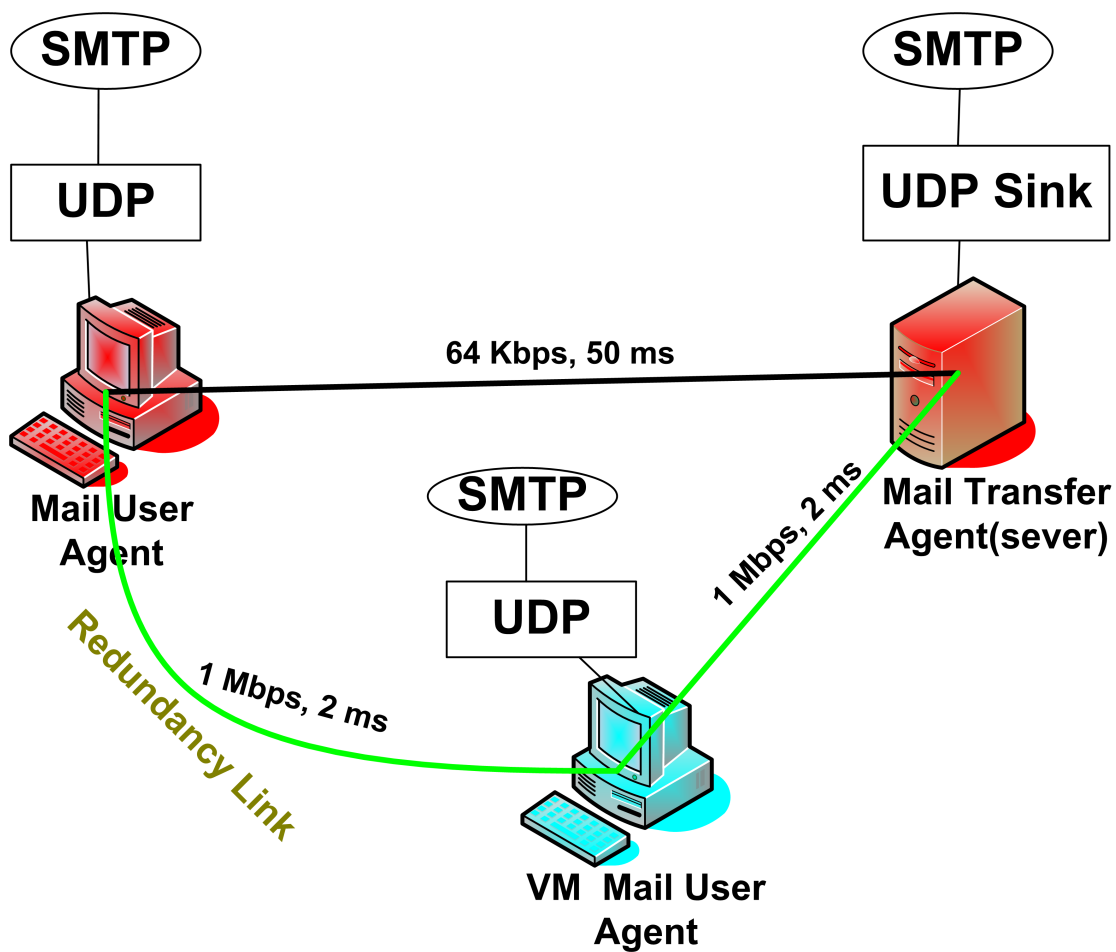 SMTP
SMTP
UDP
UDP Sink
64 Kbps, 50 ms
Mail User
Agent
Mail Transfer
Agent(sever)
SMTP
1 Mbps, 2 ms
UDP
Redundancy Link
1 Mbps, 2 ms
VM Mail User
Agent